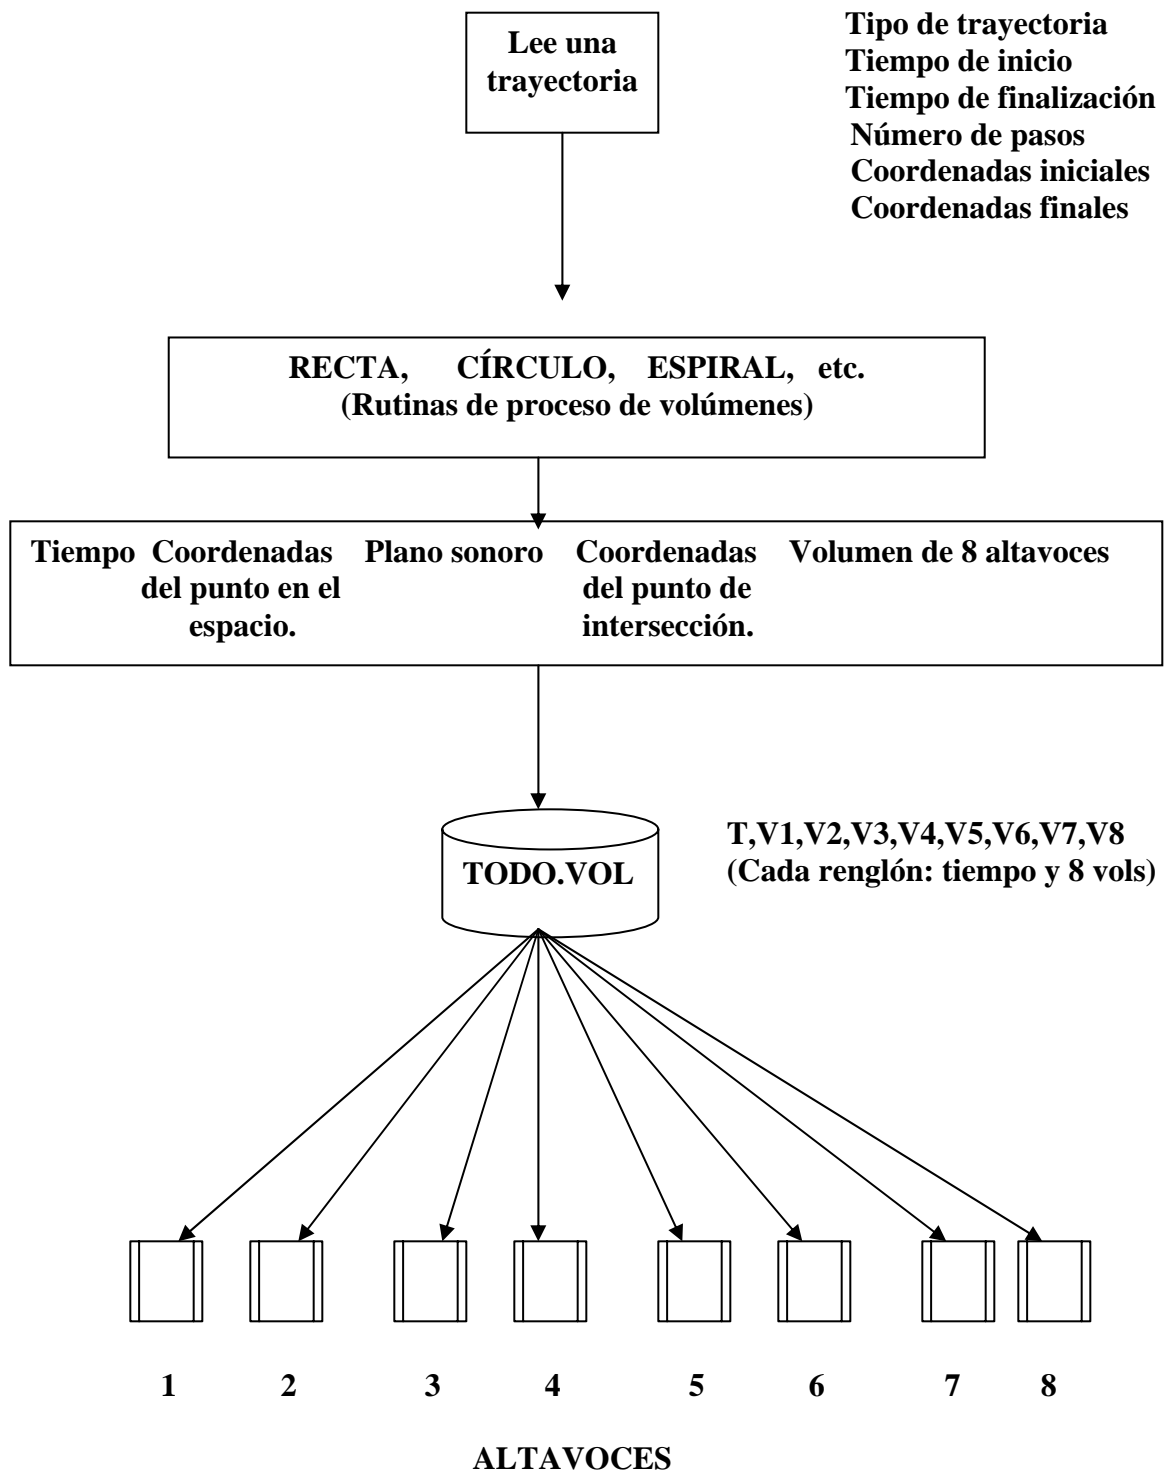 Lee una
trayectoria
Tipo de trayectoria
Tiempo de inicio
Tiempo de finalización
Número de pasos
Coordenadas iniciales
Coordenadas finales
RECTA, CÍRCULO, ESPIRAL, etc.
(Rutinas de proceso de volúmenes)
Tiempo Coordenadas Plano sonoro Coordenadas Volumen de 8 altavoces
del punto en el del punto de
espacio. intersección.
TODO.VOL
T,V1,V2,V3,V4,V5,V6,V7,V8
(Cada renglón: tiempo y 8 vols)
1 2 3 4 5 6 7 8
ALTAVOCES